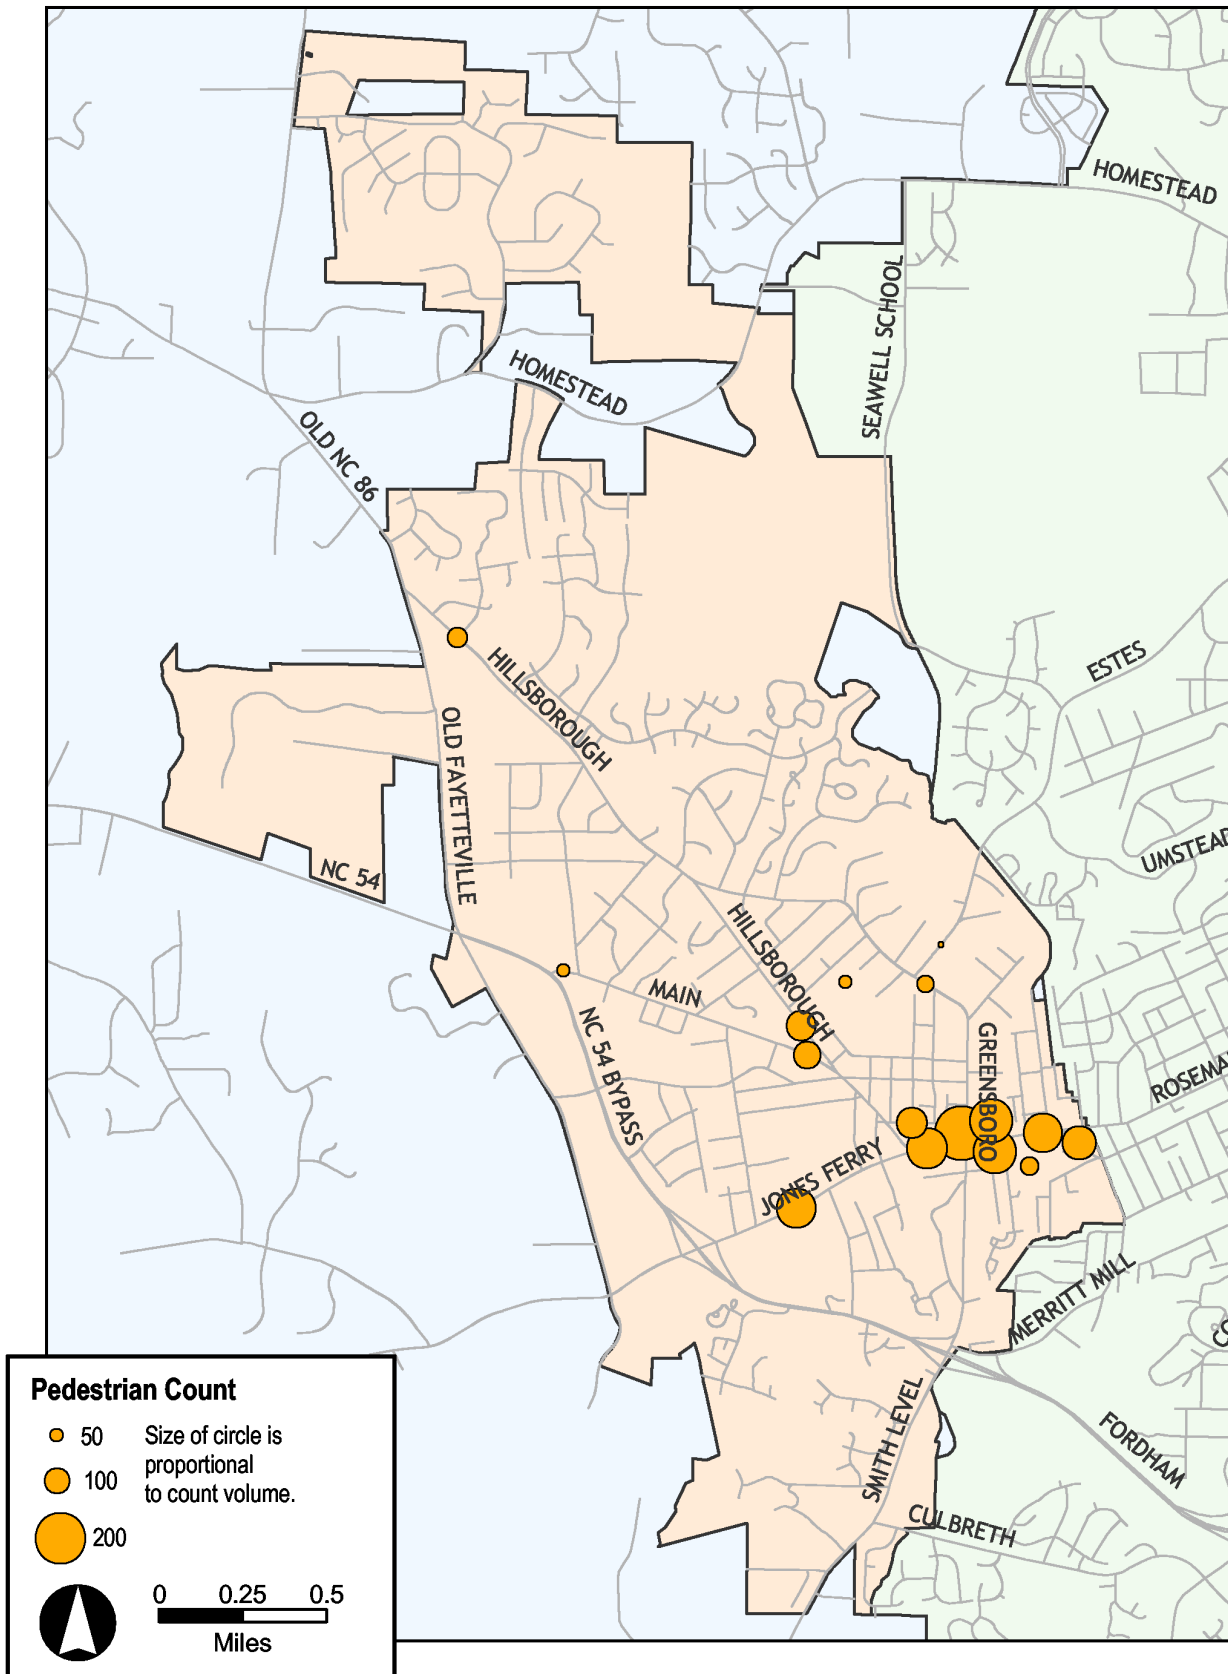 HOMESTEAD
SEAWELL SCHOOL
HOMESTEAD
OLD NC 86
ESTES
HILLSBOROUGH
OLD FAYETTEVILLE
UMSTEAD
NC 54
HILLSBOROUGH
MAIN
NC 54 BYPASS
GREENSBORO
ROSEMA
JONES FERRY
MERRITT MILL
CO
SMITH LEVEL
FORDHAM
CULBRETH
Pedestrian Count
50
100
200
Size of circle is
proportional
to count volume.
0 0.25 0.5
Miles